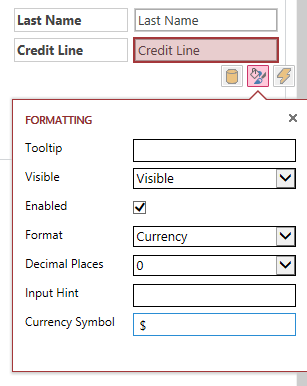 Last Name Last Name
Credit Line Credit Line
FORMATTING
Tooltip
Visible Visible
Enabled
Format Currency
Decimal Places 0
Input Hint
Currency Symbol $